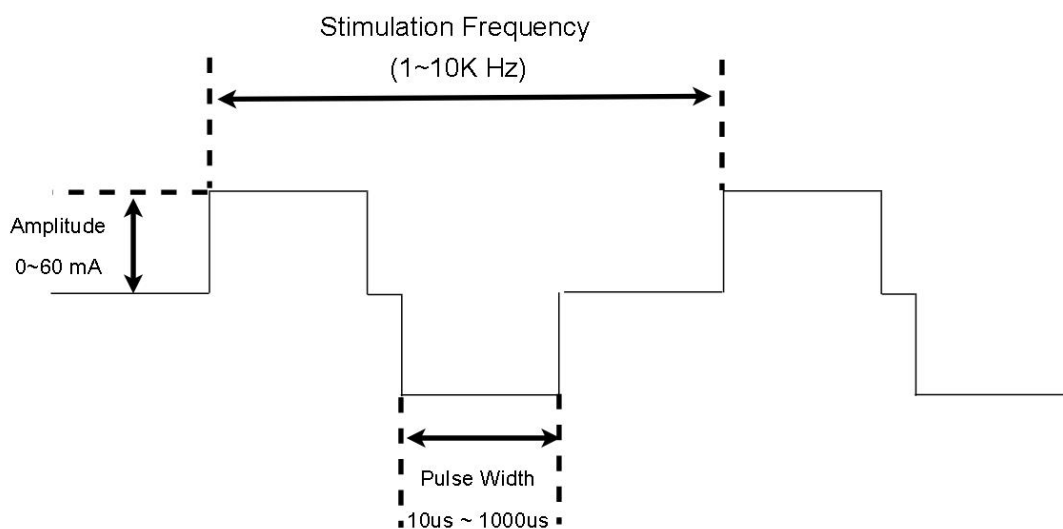 Stimulation Frequency
(1~10K Hz)
Amplitude
0~60 mA
Pulse Width
10us ~ 1000us